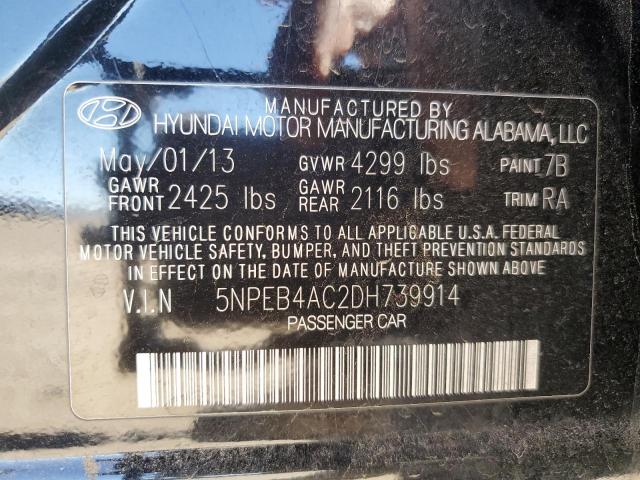 MANUFACTURED BY
HYUNDAI MOTOR MANUFACTURING ALABAMA, LLC
May/01/13 GVWR 4299 lbs PAINT 7B
GAWR FRONT 2425 lbs GAWR REAR 2116 lbs TRIM RA
THIS VEHICLE CONFORMS TO ALL APPLICABLE U.S.A. FEDERAL
MOTOR VEHICLE SAFETY, BUMPER, AND THEFT PREVENTION STANDARDS
IN EFFECT ON THE DATE OF MANUFACTURE SHOWN ABOVE
V.I.N 5NPEB4AC2DH739914
PASSENGER CAR